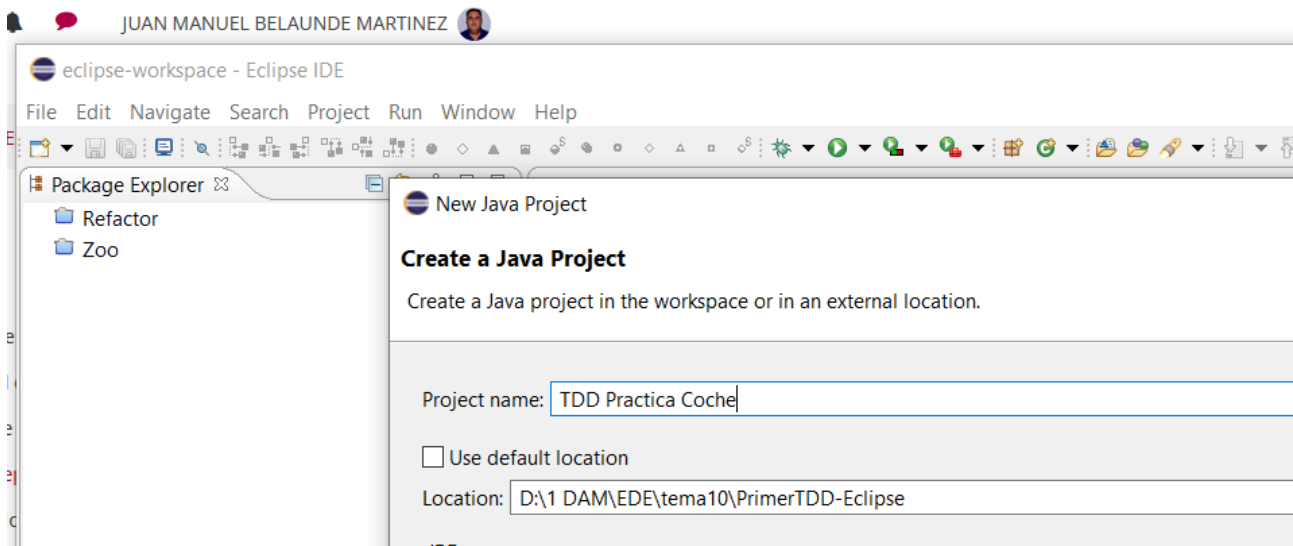 JUAN MANUEL BELAUNDE MARTINEZ
eclipse-workspace - Eclipse IDE
File Edit Navigate Search Project Run Window Help
Package Explorer
Refactor
Zoo
New Java Project
Create a Java Project
Create a Java project in the workspace or in an external location.
Project name: TDD Practica Coche
Use default location
Location: D:\1 DAM\EDE\tema10\PrimerTDD-Eclipse